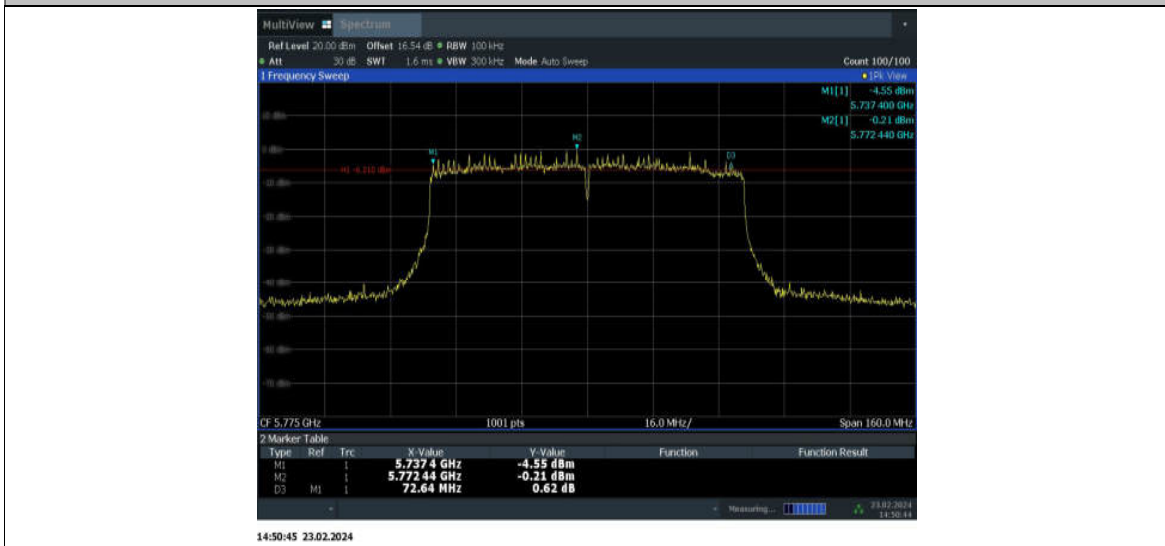 MultiView Spectrum
Ref Level 20.00 dBm Offset 16.54 dB RBW 100 kHz
Att 30 dB SWT 1.6 ms VBW 300 kHz Mode Auto Sweep Count 100/100
1 Frequency Sweep 1Pk View
M1[1] -4.55 dBm
5.737 400 GHz
M2[1] -0.21 dBm
5.772 440 GHz
M2
M1
D3
H1 -6.210 dBm
CF 5.775 GHz 1001 pts 16.0 MHz/ Span 160.0 MHz
2 Marker Table
Type Ref Trc X-Value Y-Value Function Function Result
M1 1 5.737 4 GHz -4.55 dBm
M2 1 5.772 44 GHz -0.21 dBm
D3 M1 1 72.64 MHz 0.62 dB
Measuring... 23.02.2024
14:50:44
14:50:45 23.02.2024